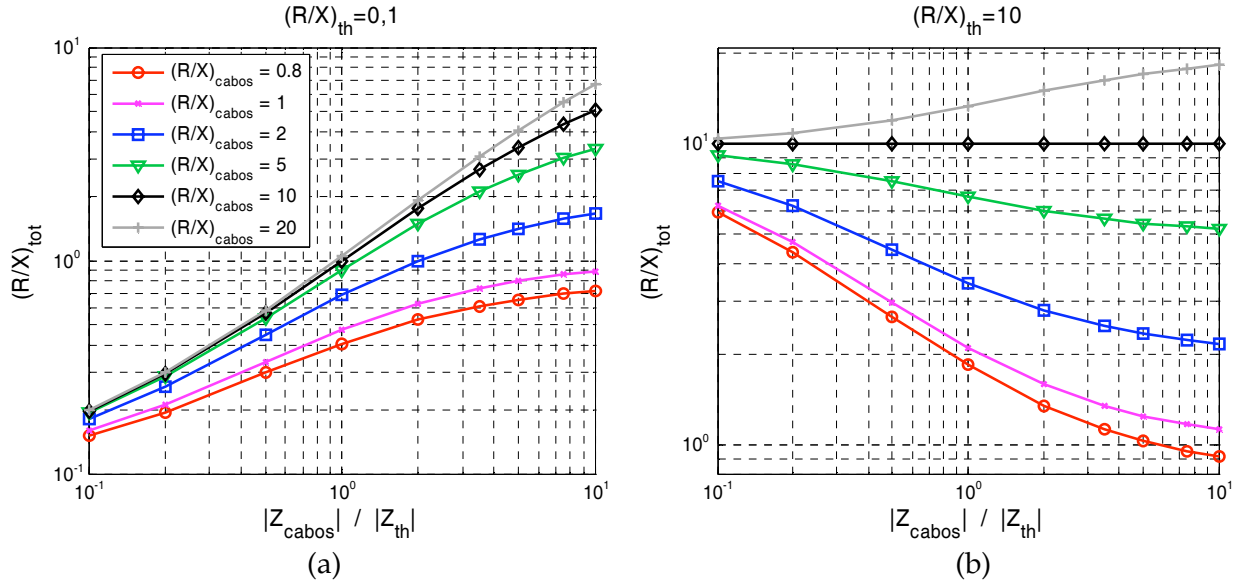 (R/X)th=0,1
10^1
10^0
10^-1
(R/X)tot
(R/X)cabos = 0.8
(R/X)cabos = 1
(R/X)cabos = 2
(R/X)cabos = 5
(R/X)cabos = 10
(R/X)cabos = 20
10^-1 10^0 10^1
|Zcabos| / |Zth|
(a)
(R/X)th=10
10^1
10^0
(R/X)tot
10^-1 10^0 10^1
|Zcabos| / |Zth|
(b)